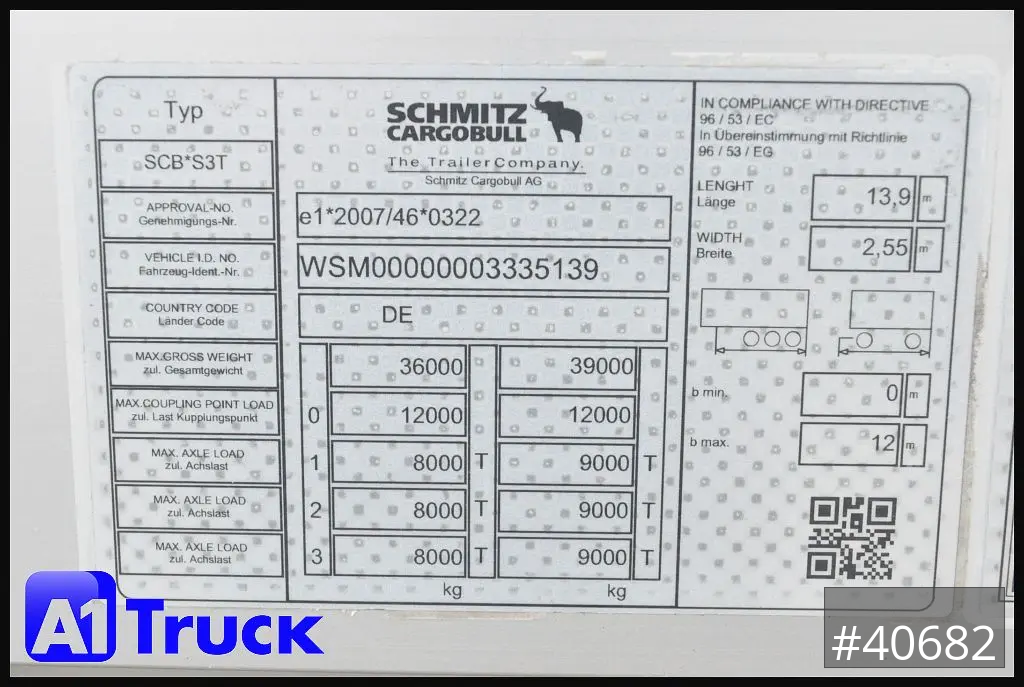 Typ
SCB*S3T
APPROVAL-NO.
Genehmigungs-Nr.
VEHICLE I.D. NO.
Fahrzeug-Ident.-Nr.
COUNTRY CODE
Länder Code
MAX.GROSS WEIGHT
zul. Gesamtgewicht
MAX.COUPLING POINT LOAD
zul. Last Kupplungspunkt
MAX. AXLE LOAD
zul. Achslast
MAX. AXLE LOAD
zul. Achslast
MAX. AXLE LOAD
zul. Achslast
SCHMITZ
CARGOBULL
The TrailerCompany.
Schmitz Cargobull AG
e1*2007/46*0322
WSM00000003335139
DE
36000 39000
0 12000 12000
1 8000 T 9000 T
2 8000 T 9000 T
3 8000 T 9000 T
kg kg
IN COMPLIANCE WITH DIRECTIVE
96 / 53 / EC
In Übereinstimmung mit Richtlinie
96 / 53 / EG
LENGHT
Länge
13,9 m
WIDTH
Breite
2,55 m
b min. 0 m
b max. 12 m
A1 Truck
#40682